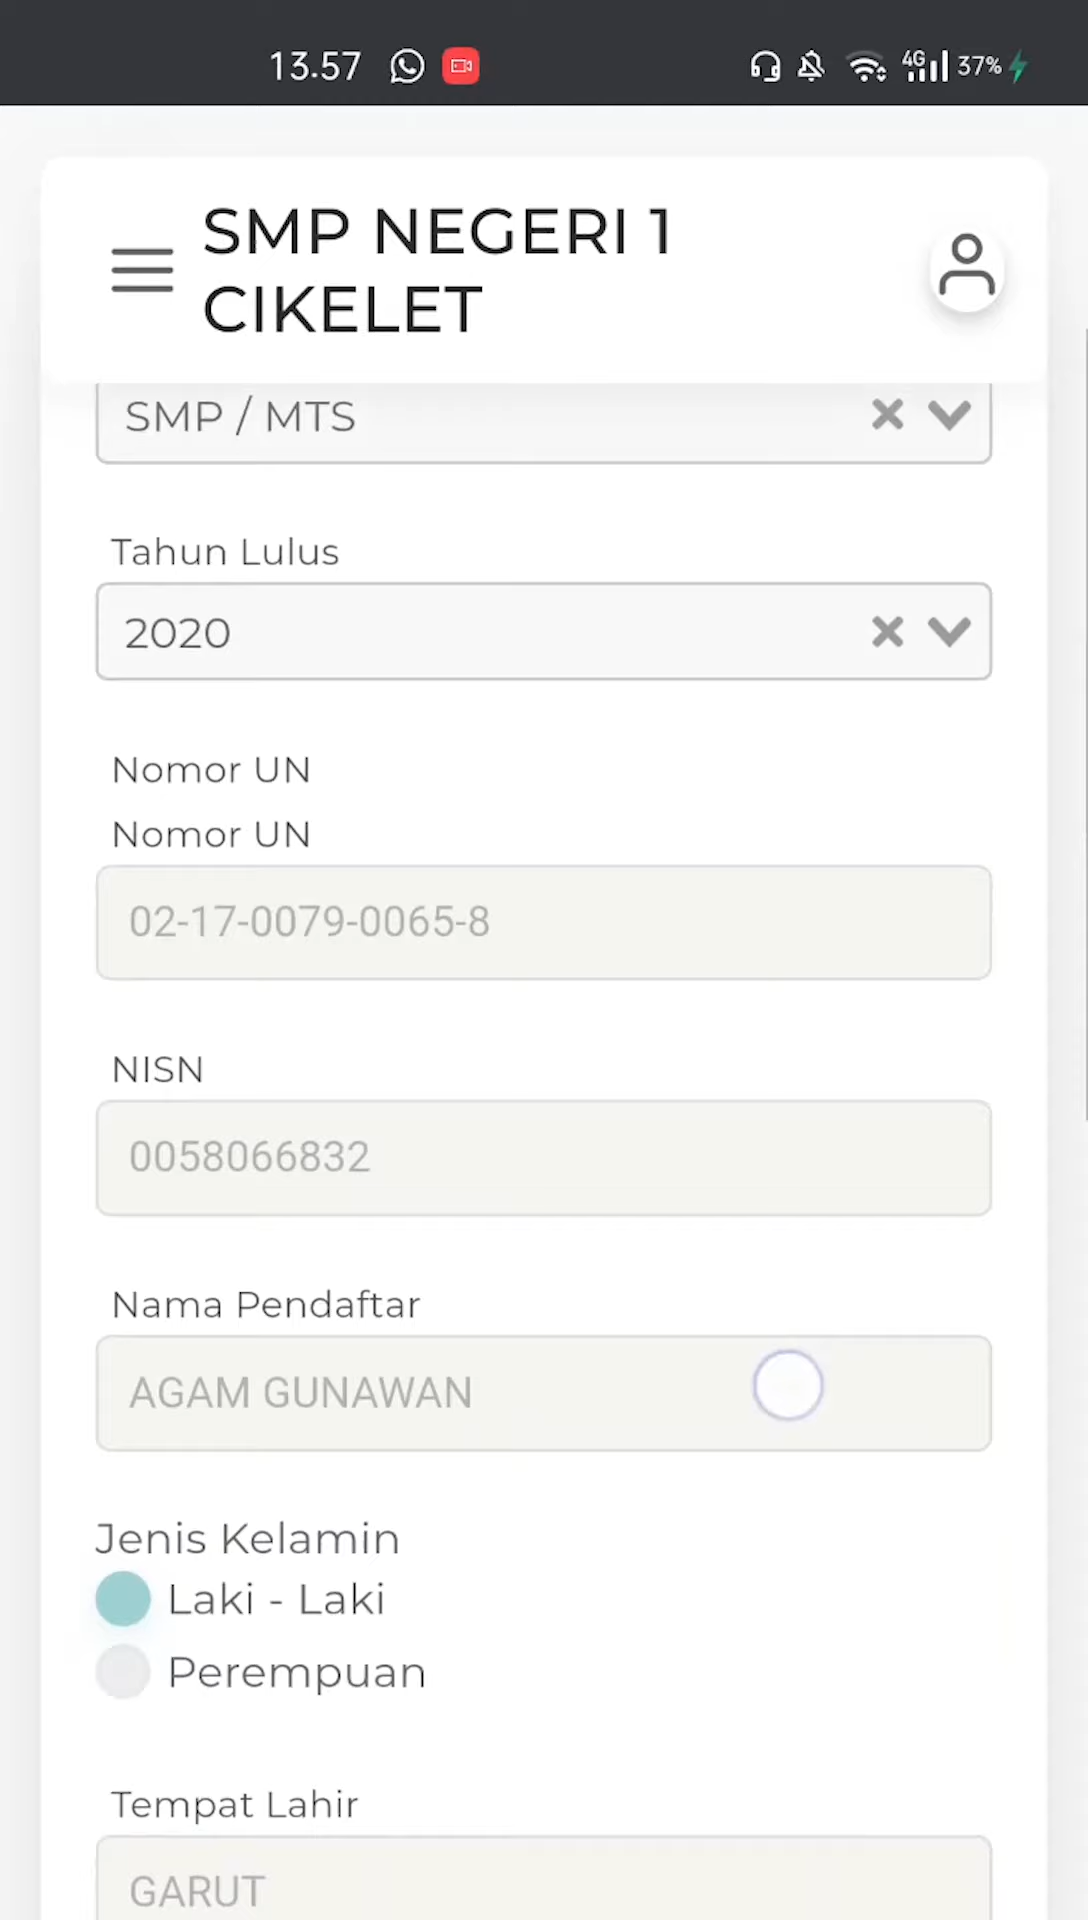 13.57
4G
37%
SMP NEGERI 1
CIKELET
SMP / MTS
Tahun Lulus
2020
Nomor UN
Nomor UN
02-17-0079-0065-8
NISN
0058066832
Nama Pendaftar
AGAM GUNAWAN
Jenis Kelamin
Laki - Laki
Perempuan
Tempat Lahir
GARUT